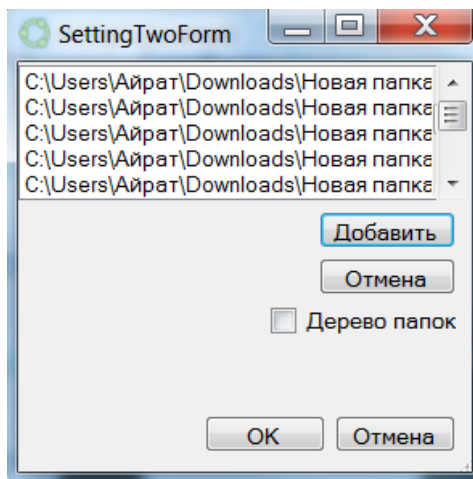 SettingTwoForm
C:\Users\Айрат\Downloads\Новая папка
C:\Users\Айрат\Downloads\Новая папка
C:\Users\Айрат\Downloads\Новая папка
C:\Users\Айрат\Downloads\Новая папка
C:\Users\Айрат\Downloads\Новая папка
Добавить
Отмена
Дерево папок
OK Отмена